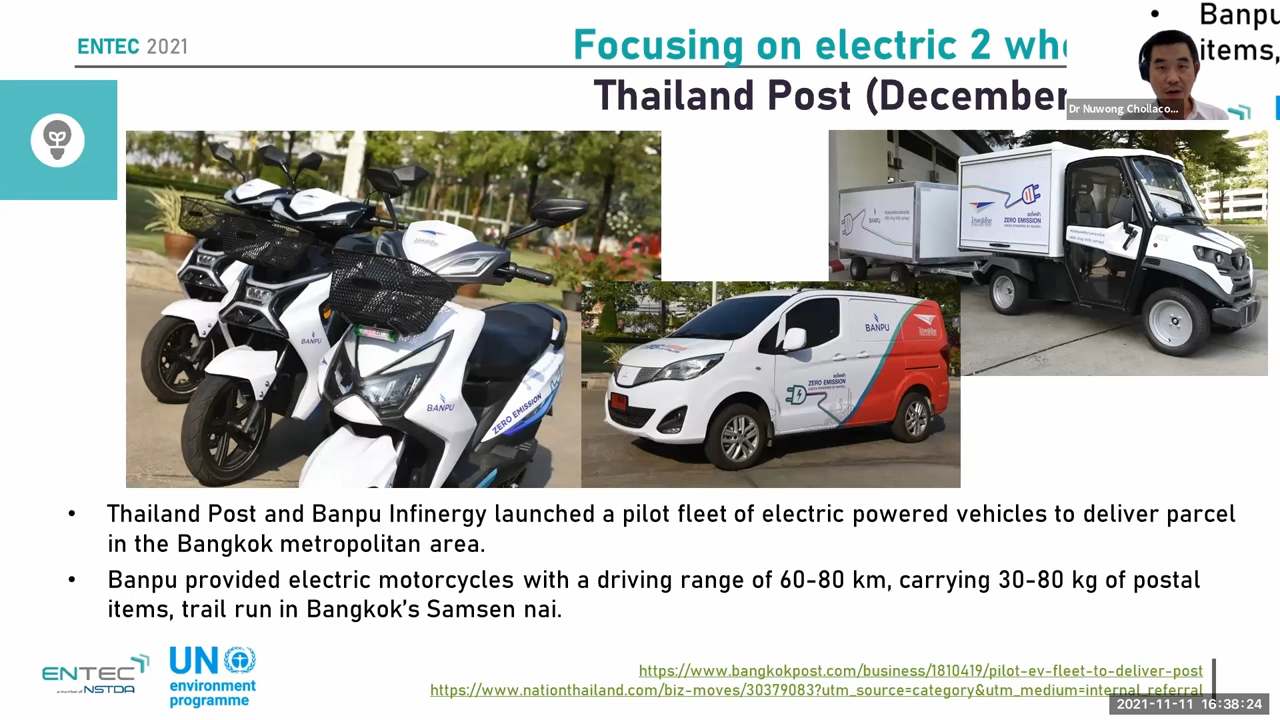 ENTEC 2021
Focusing on electric 2 whe
Thailand Post (December
• Banpu
items,
Dr Nuwong Chollaco...
BANPU
BANPU
ZERO EMISSION
BANPU
ZERO EMISSION
BANPU
ZERO EMISSION
• Thailand Post and Banpu Infinergy launched a pilot fleet of electric powered vehicles to deliver parcel
in the Bangkok metropolitan area.
• Banpu provided electric motorcycles with a driving range of 60-80 km, carrying 30-80 kg of postal
items, trail run in Bangkok's Samsen nai.
ENTEC
a member of NSTDA
UN
environment
programme
https://www.bangkokpost.com/business/1810419/pilot-ev-fleet-to-deliver-post
https://www.nationthailand.com/biz-moves/30379083?utm_source=category&utm_medium=internal_referral
2021-11-11 16:38:24